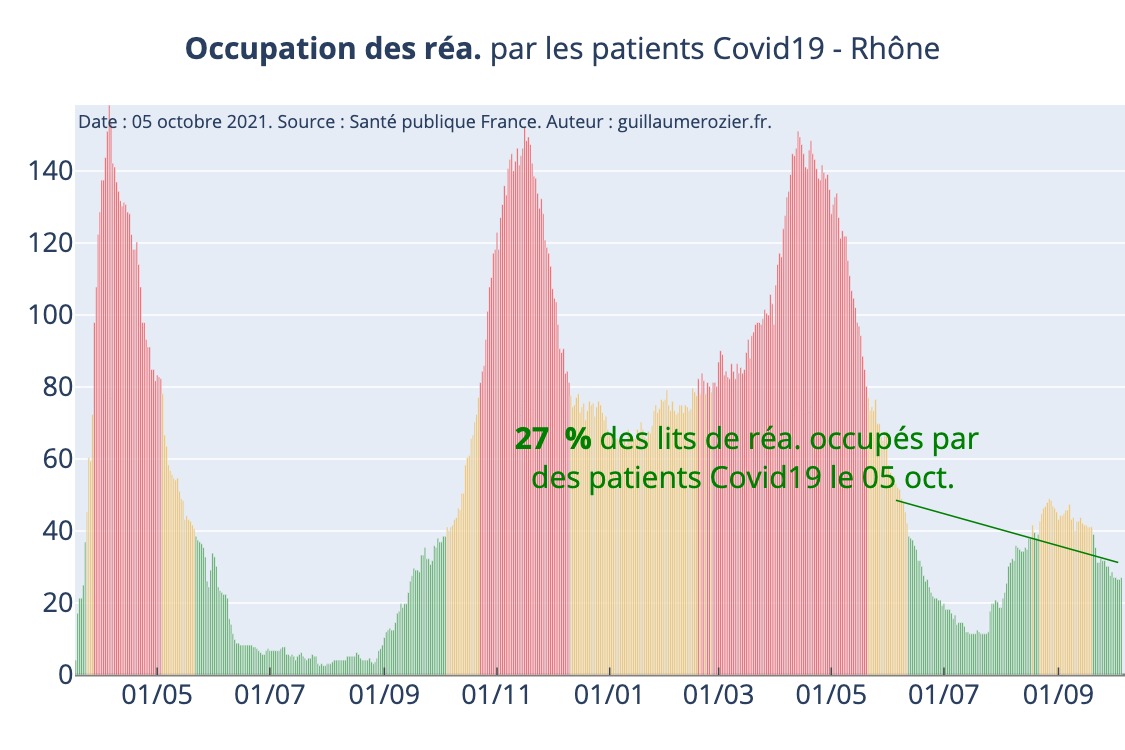 Occupation des réa. par les patients Covid19 - Rhône
Date : 05 octobre 2021. Source : Santé publique France. Auteur : guillaumerozier.fr.
140
120
100
80
60
40
20
0
27 % des lits de réa. occupés par
des patients Covid19 le 05 oct.
01/05 01/07 01/09 01/11 01/01 01/03 01/05 01/07 01/09